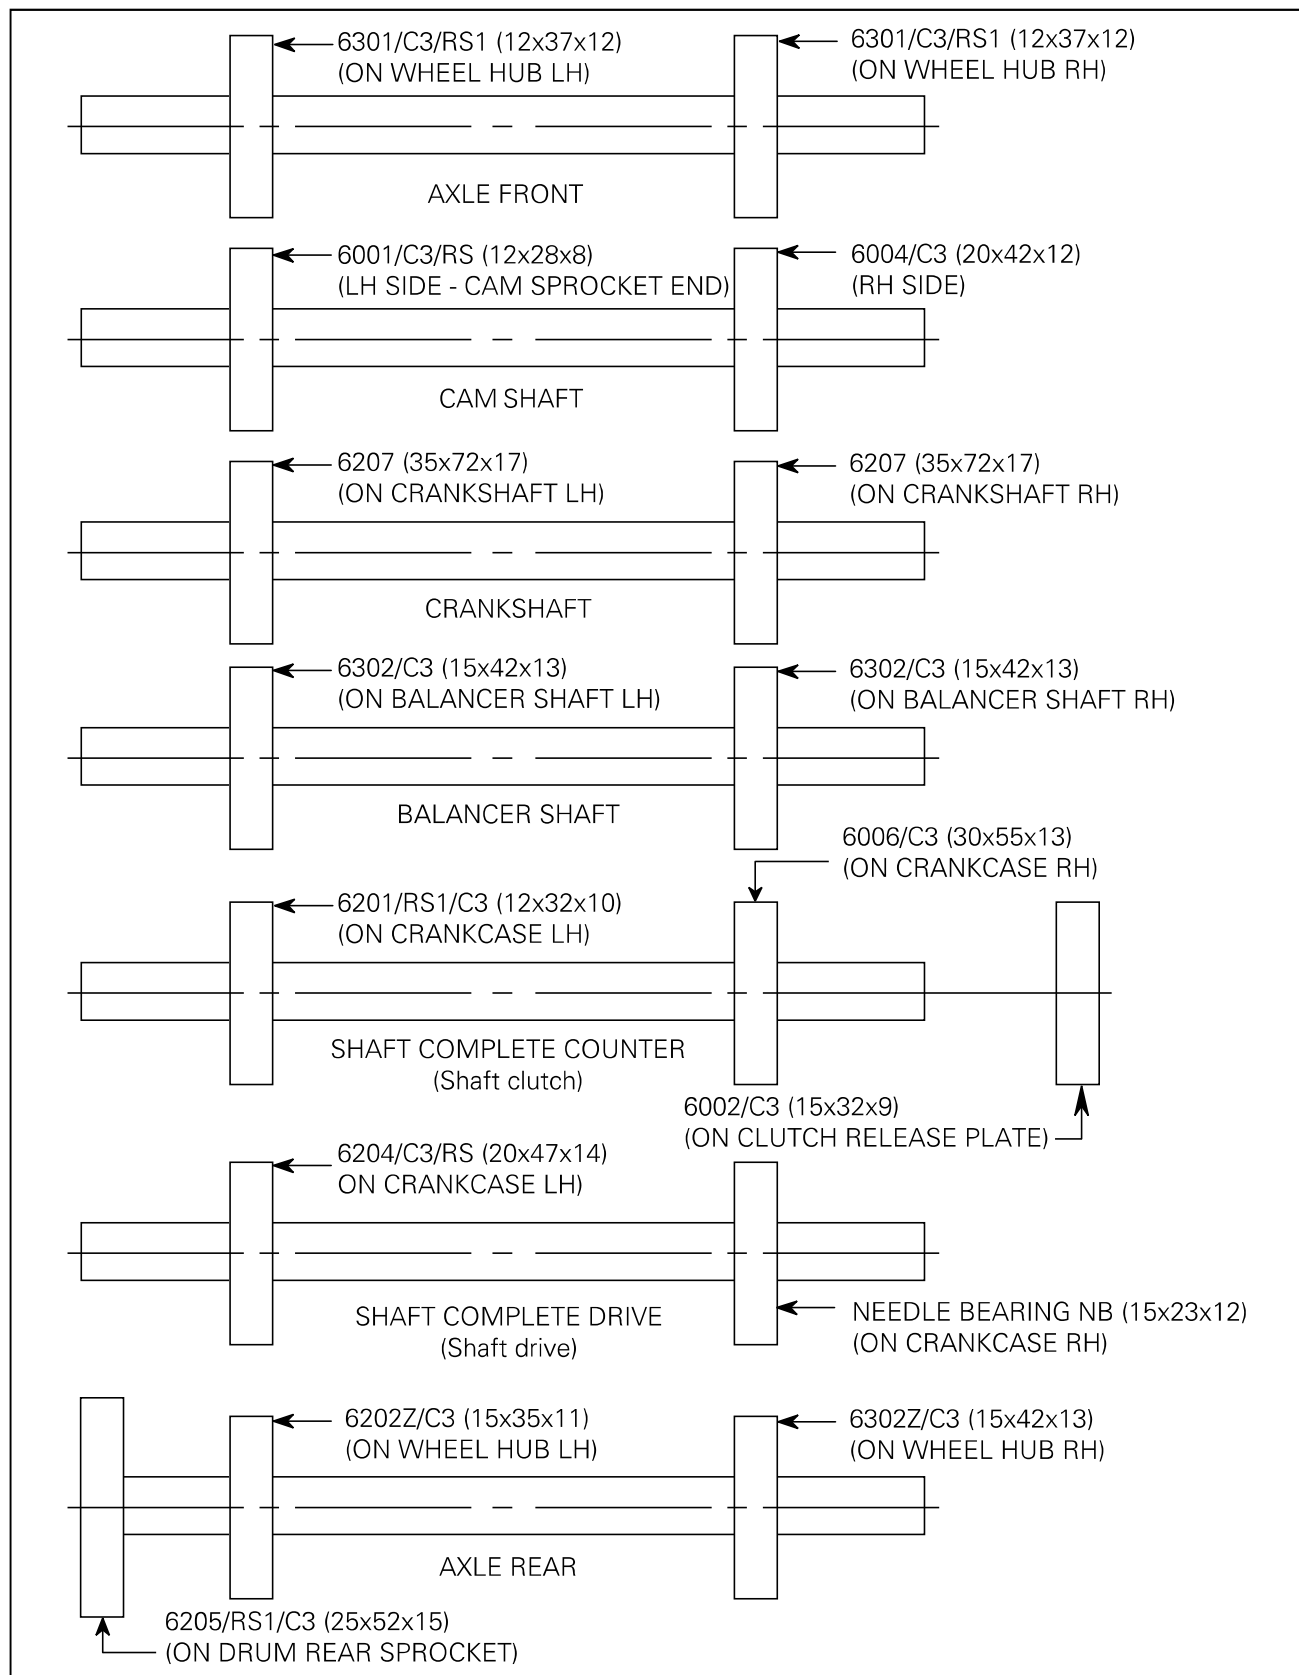 6301/C3/RS1 (12x37x12)
(ON WHEEL HUB LH)
6301/C3/RS1 (12x37x12)
(ON WHEEL HUB RH)
AXLE FRONT
6001/C3/RS (12x28x8)
(LH SIDE - CAM SPROCKET END)
6004/C3 (20x42x12)
(RH SIDE)
CAM SHAFT
6207 (35x72x17)
(ON CRANKSHAFT LH)
6207 (35x72x17)
(ON CRANKSHAFT RH)
CRANKSHAFT
6302/C3 (15x42x13)
(ON BALANCER SHAFT LH)
6302/C3 (15x42x13)
(ON BALANCER SHAFT RH)
BALANCER SHAFT
6006/C3 (30x55x13)
(ON CRANKCASE RH)
6201/RS1/C3 (12x32x10)
(ON CRANKCASE LH)
SHAFT COMPLETE COUNTER
(Shaft clutch)
6002/C3 (15x32x9)
(ON CLUTCH RELEASE PLATE)
6204/C3/RS (20x47x14)
ON CRANKCASE LH)
SHAFT COMPLETE DRIVE
(Shaft drive)
NEEDLE BEARING NB (15x23x12)
(ON CRANKCASE RH)
6202Z/C3 (15x35x11)
(ON WHEEL HUB LH)
6302Z/C3 (15x42x13)
(ON WHEEL HUB RH)
AXLE REAR
6205/RS1/C3 (25x52x15)
(ON DRUM REAR SPROCKET)